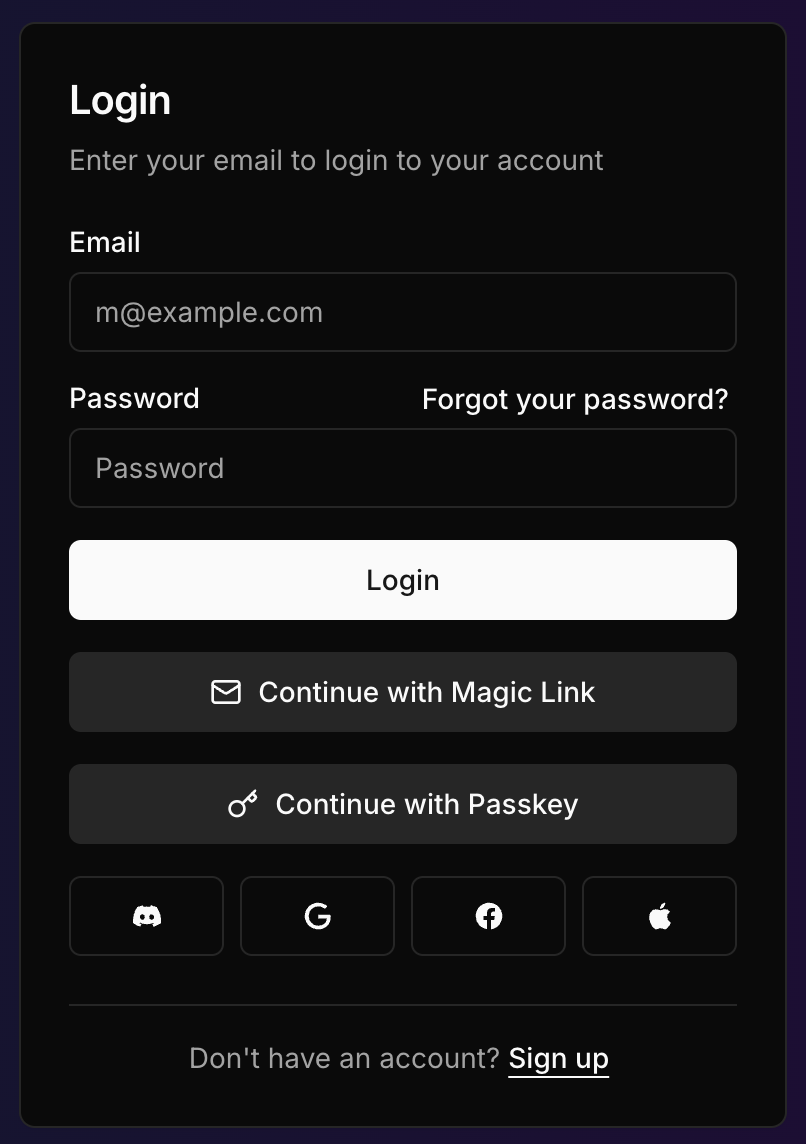 Login
Enter your email to login to your account
Email
m@example.com
Password Forgot your password?
Password
Login
Continue with Magic Link
Continue with Passkey
Don't have an account? Sign up